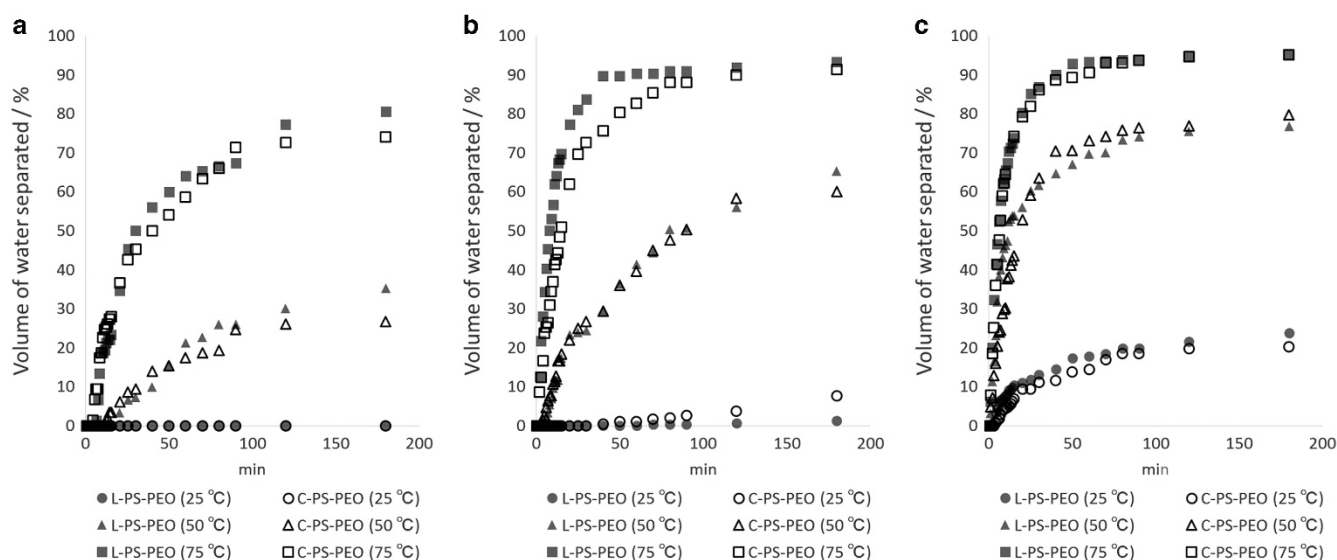 a
Volume of water separated / %
100
90
80
70
60
50
40
30
20
10
0
0 50 100 150 200
min
● L-PS-PEO (25 ℃) ○ C-PS-PEO (25 ℃)
▲ L-PS-PEO (50 ℃) △ C-PS-PEO (50 ℃)
■ L-PS-PEO (75 ℃) □ C-PS-PEO (75 ℃)
b
Volume of water separated / %
100
90
80
70
60
50
40
30
20
10
0
0 50 100 150 200
min
● L-PS-PEO (25 ℃) ○ C-PS-PEO (25 ℃)
▲ L-PS-PEO (50 ℃) △ C-PS-PEO (50 ℃)
■ L-PS-PEO (75 ℃) □ C-PS-PEO (75 ℃)
c
Volume of water separated / %
100
90
80
70
60
50
40
30
20
10
0
0 50 100 150 200
min
● L-PS-PEO (25 ℃) ○ C-PS-PEO (25 ℃)
▲ L-PS-PEO (50 ℃) △ C-PS-PEO (50 ℃)
■ L-PS-PEO (75 ℃) □ C-PS-PEO (75 ℃)